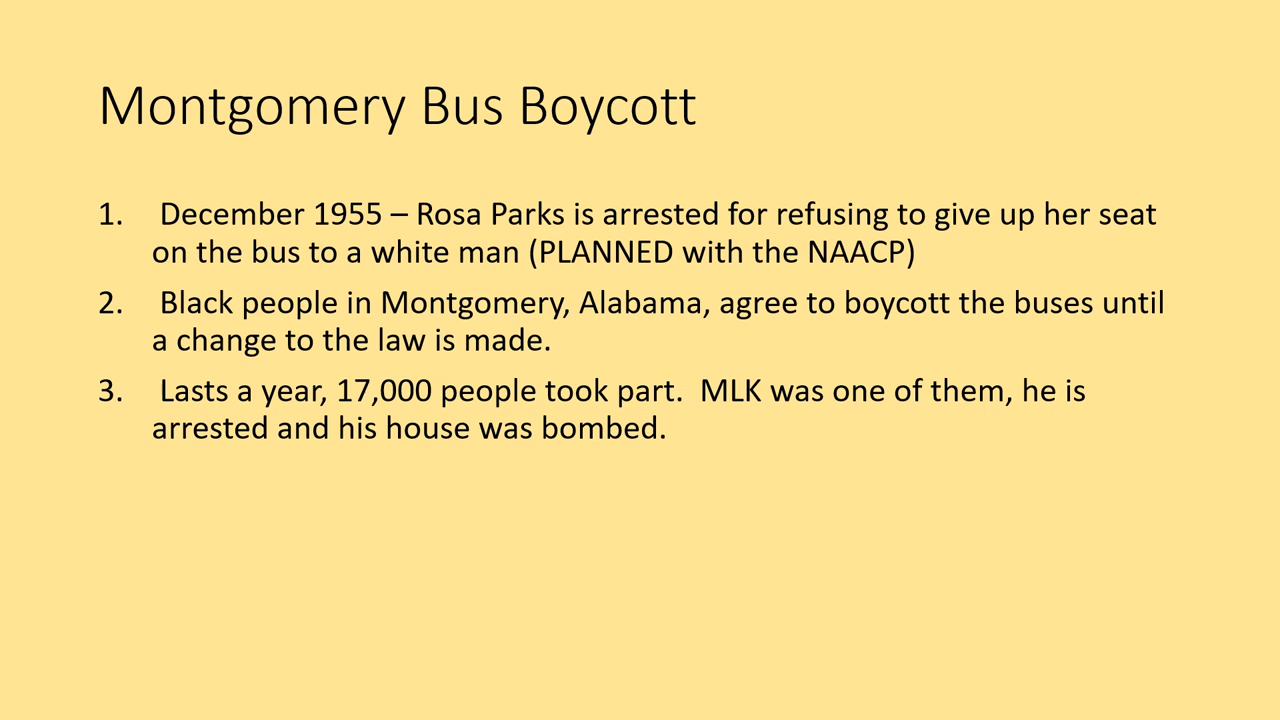 Montgomery Bus Boycott
1. December 1955 – Rosa Parks is arrested for refusing to give up her seat
on the bus to a white man (PLANNED with the NAACP)
2. Black people in Montgomery, Alabama, agree to boycott the buses until
a change to the law is made.
3. Lasts a year, 17,000 people took part.  MLK was one of them, he is
arrested and his house was bombed.